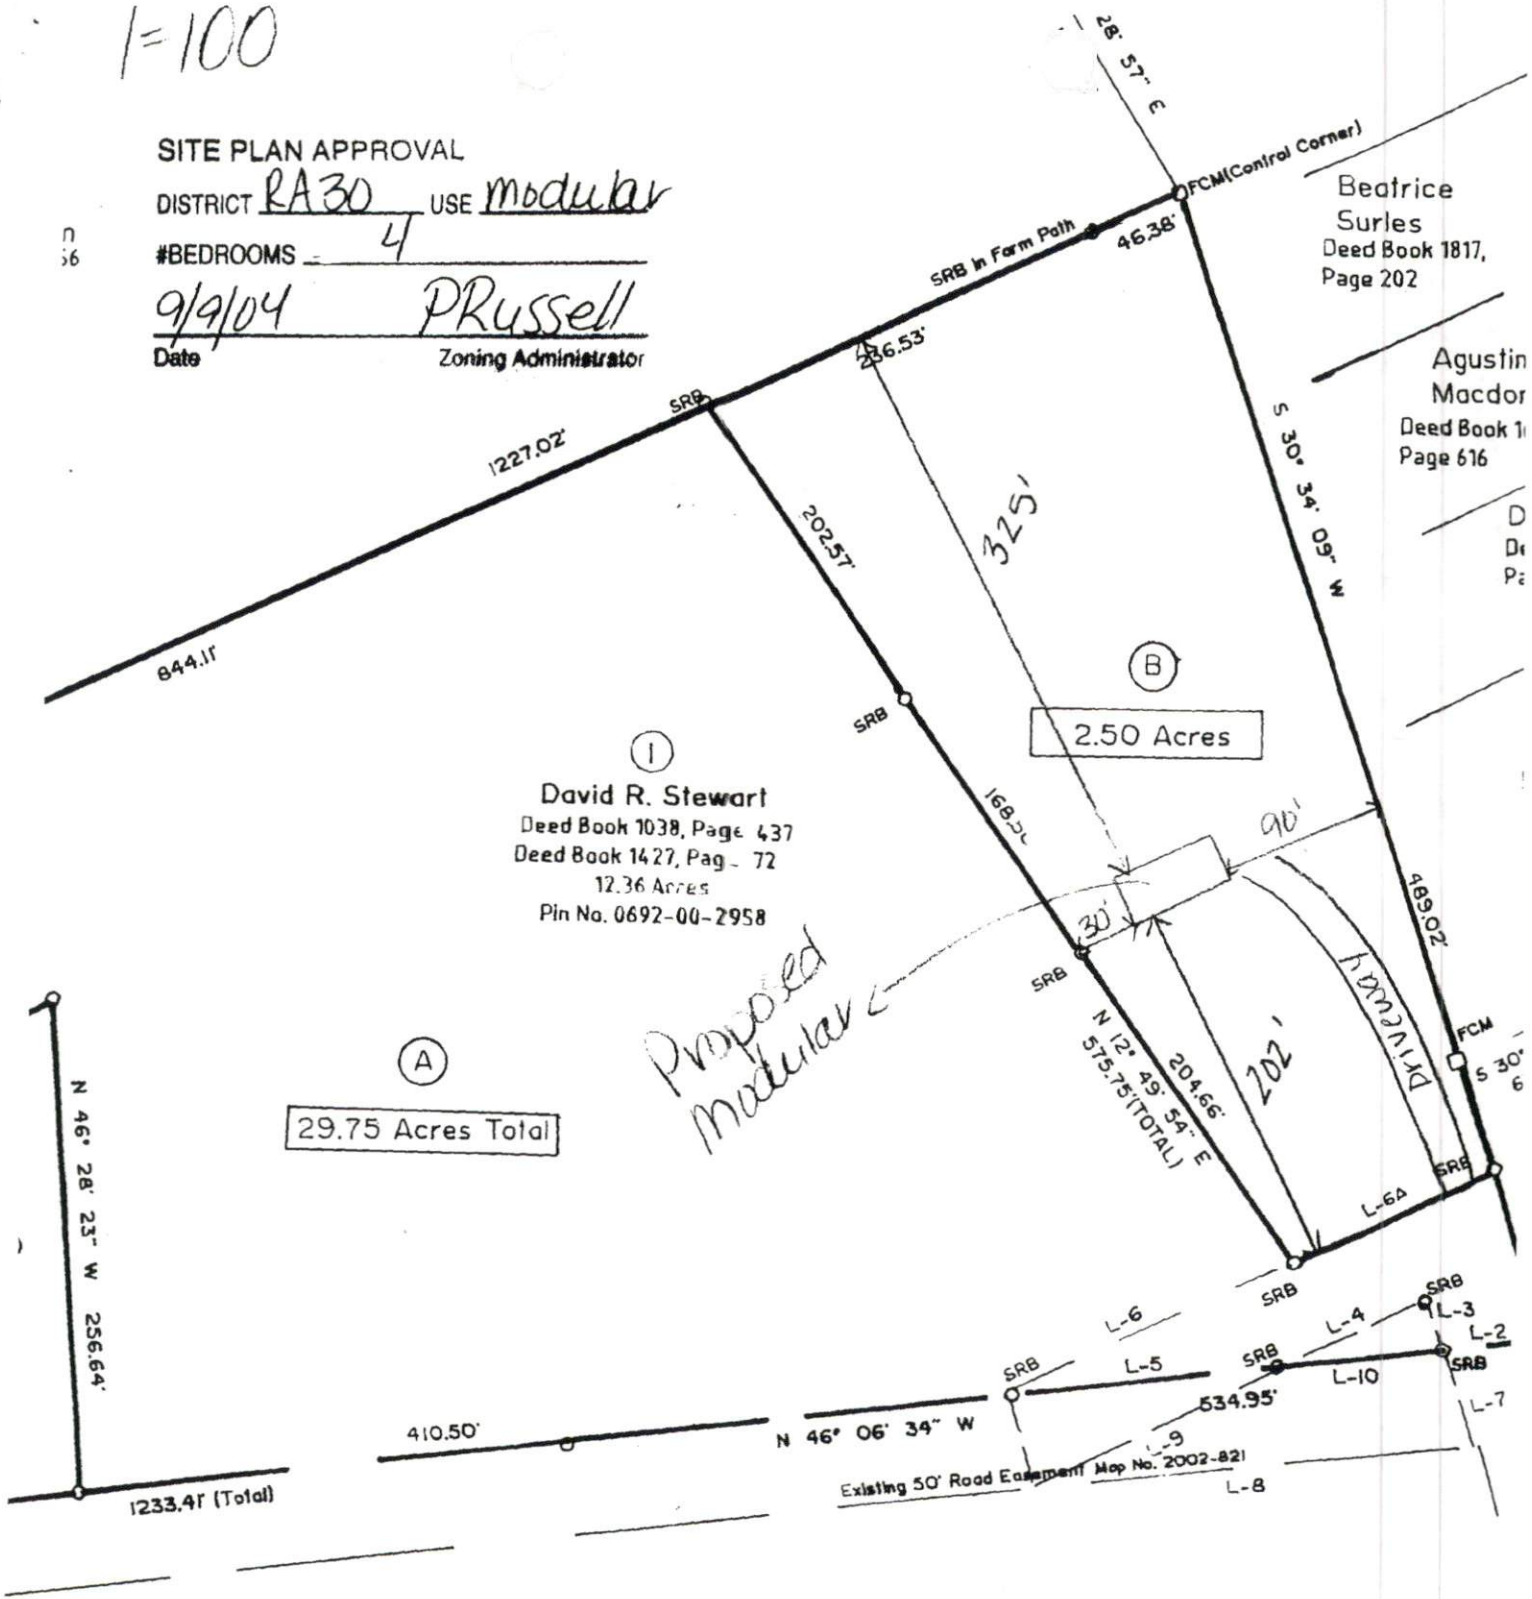 1=100
SITE PLAN APPROVAL
DISTRICT RA30 USE modular
#BEDROOMS 4
9/9/04 PRussell
Date Zoning Administrator
28' 57" E
FCM(Control Corner)
46.38'
SRB In Farm Path
236.53'
SRB
1227.02'
844.11'
202.57'
325'
S 30° 34' 09" W
Beatrice
Surles
Deed Book 1817,
Page 202
Agustin
Page 616
B
2.50 Acres
SRB
1
David R. Stewart
Deed Book 1038, Page 437
Deed Book 1427, Pag 72
12.36 Acres
Pin No. 0692-00-2958
90'
489.02'
30'
SRB
Proposed
Modular
driveway
202'
N 12° 49' 54" E
575.75'(TOTAL)
204.66'
FCM
S 30°
SRB
L-6A
SRB
A
29.75 Acres Total
N 46° 28' 23" W 256.64'
L-6
L-4
SRB
L-3
L-2
SRB
L-5
SRB
L-10
SRB
L-7
534.95'
410.50'
N 46° 06' 34" W
L-9
Existing 50' Road Easement Map No. 2002-821
L-8
1233.41' (Total)